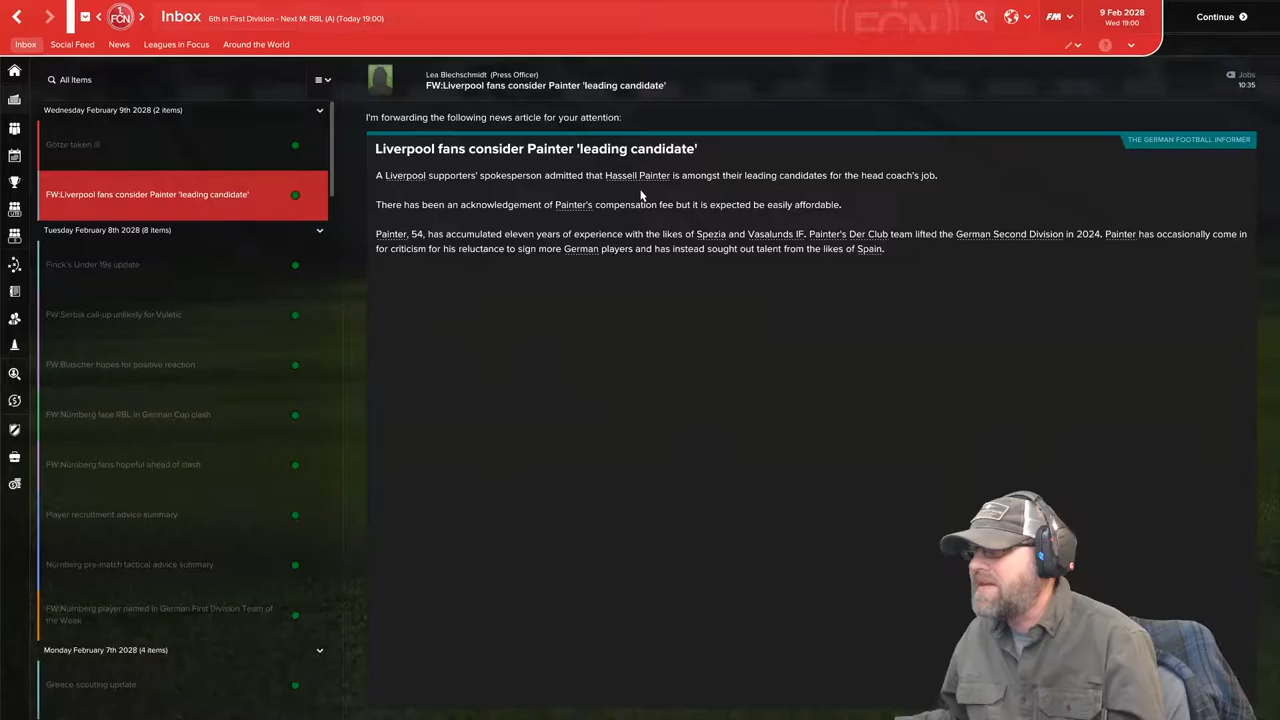 Inbox
6th in First Division - Next M: RBL (A) (Today 19:00)
FM
9 Feb 2028
Wed 19:00
Continue
Inbox
Social Feed
News
Leagues in Focus
Around the World
All Items
Lea Blechschmidt (Press Officer)
FW:Liverpool fans consider Painter 'leading candidate'
Jobs
10:35
Wednesday February 9th 2028 (2 items)
Götze taken ill
FW:Liverpool fans consider Painter 'leading candidate'
Tuesday February 8th 2028 (8 items)
Finck's Under 19s update
FW:Serbia call-up unlikely for Vuletic
FW:Butscher hopes for positive reaction
FW:Nürnberg face RBL in German Cup clash
FW:Nürnberg fans hopeful ahead of clash
Player recruitment advice summary
Nürnberg pre-match tactical advice summary
FW:Nürnberg player named in German First Division Team of
the Week
Monday February 7th 2028 (4 items)
Greece scouting update
I'm forwarding the following news article for your attention:
THE GERMAN FOOTBALL INFORMER
Liverpool fans consider Painter 'leading candidate'
A Liverpool supporters' spokesperson admitted that Hassell Painter is amongst their leading candidates for the head coach's job.
There has been an acknowledgement of Painter's compensation fee but it is expected be easily affordable.
Painter, 54, has accumulated eleven years of experience with the likes of Spezia and Vasalunds IF. Painter's Der Club team lifted the German Second Division in 2024. Painter has occasionally come in
for criticism for his reluctance to sign more German players and has instead sought out talent from the likes of Spain.